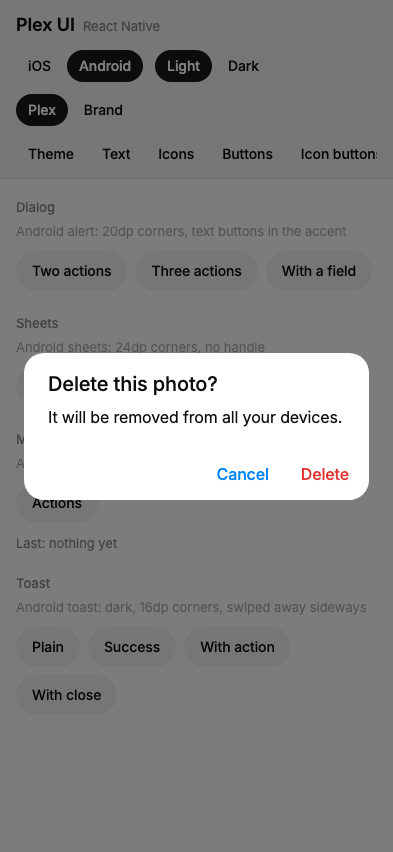 Plex UI React Native
iOS Android Light Dark
Plex Brand
Theme Text Icons Buttons Icon button
Dialog
Android alert: 20dp corners, text buttons in the accent
Two actions Three actions With a field
Sheets
Android sheets: 24dp corners, no handle
Delete this photo?
It will be removed from all your devices.
Cancel Delete
Actions
Last: nothing yet
Toast
Android toast: dark, 16dp corners, swiped away sideways
Plain Success With action
With close